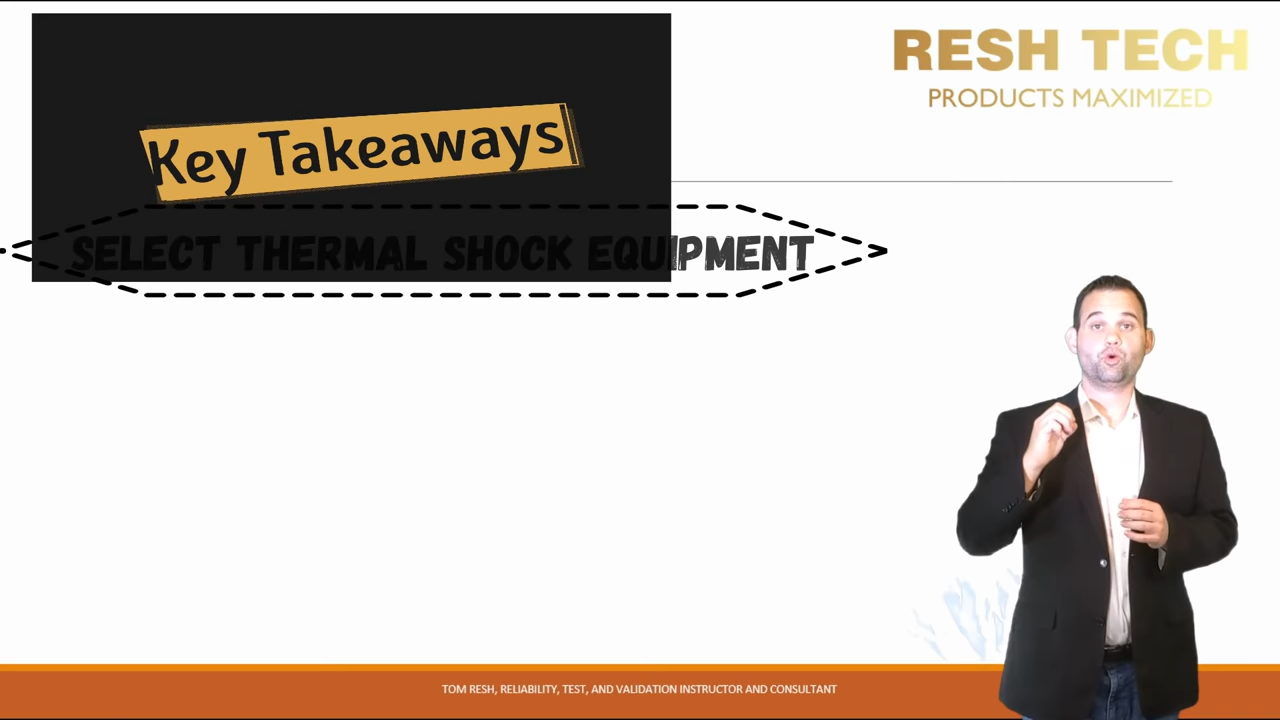 RESH TECH
PRODUCTS MAXIMIZED
Key Takeaways
SELECT THERMAL SHOCK EQUIPMENT
TOM RESH, RELIABILITY, TEST, AND VALIDATION INSTRUCTOR AND CONSULTANT